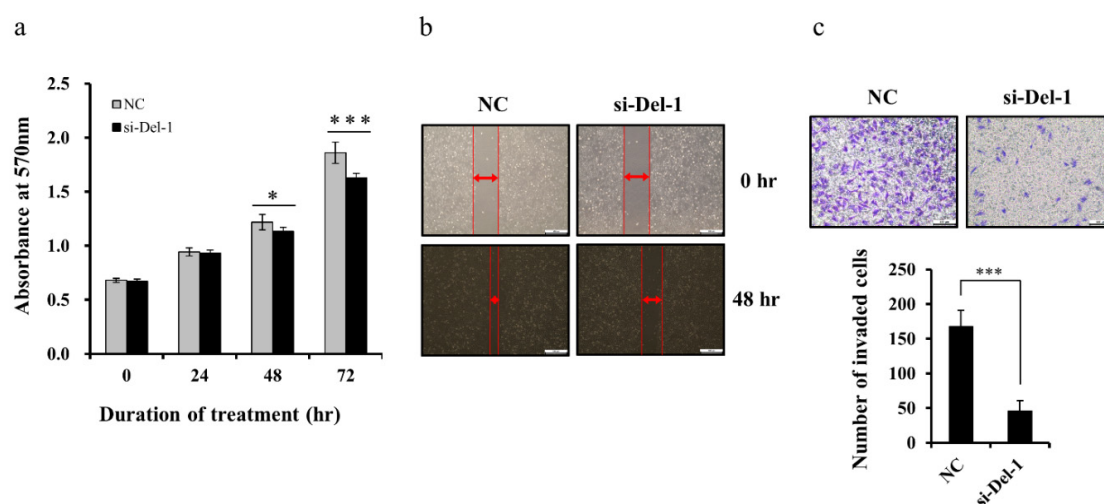 a
2.5
2.0
1.5
1.0
0.5
0.0
Absorbance at 570nm
NC
si-Del-1
*
***
0
24
48
72
Duration of treatment (hr)
b
NC
si-Del-1
0 hr
48 hr
c
NC
si-Del-1
250
200
150
100
50
0
Number of invaded cells
***
NC
si-Del-1